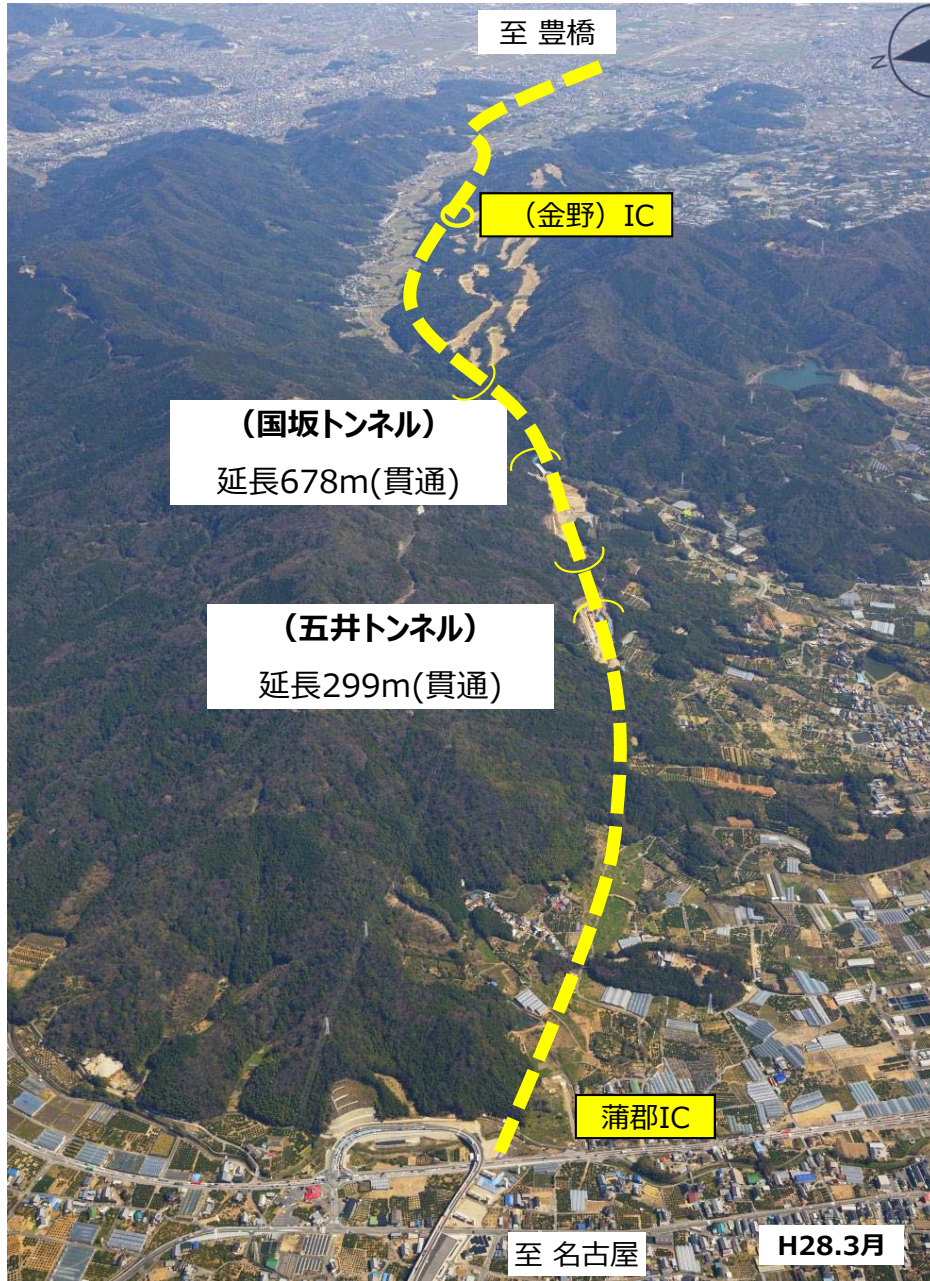 至 豊橋
N
（金野）IC
（国坂トンネル）
延長678m(貫通)
（五井トンネル）
延長299m(貫通)
蒲郡IC
至 名古屋
H28.3月